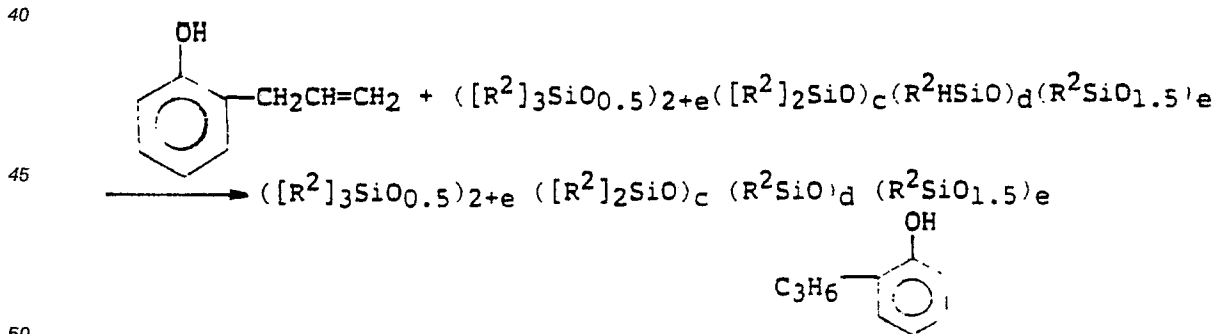 40
OH
CH2CH=CH2 + ([R2]3SiO0.5)2+e([R2]2SiO)c(R2HSiO)d(R2SiO1.5)e
45
([R2]3SiO0.5)2+e ([R2]2SiO)c (R2SiO)d (R2SiO1.5)e
OH
C3H6
50